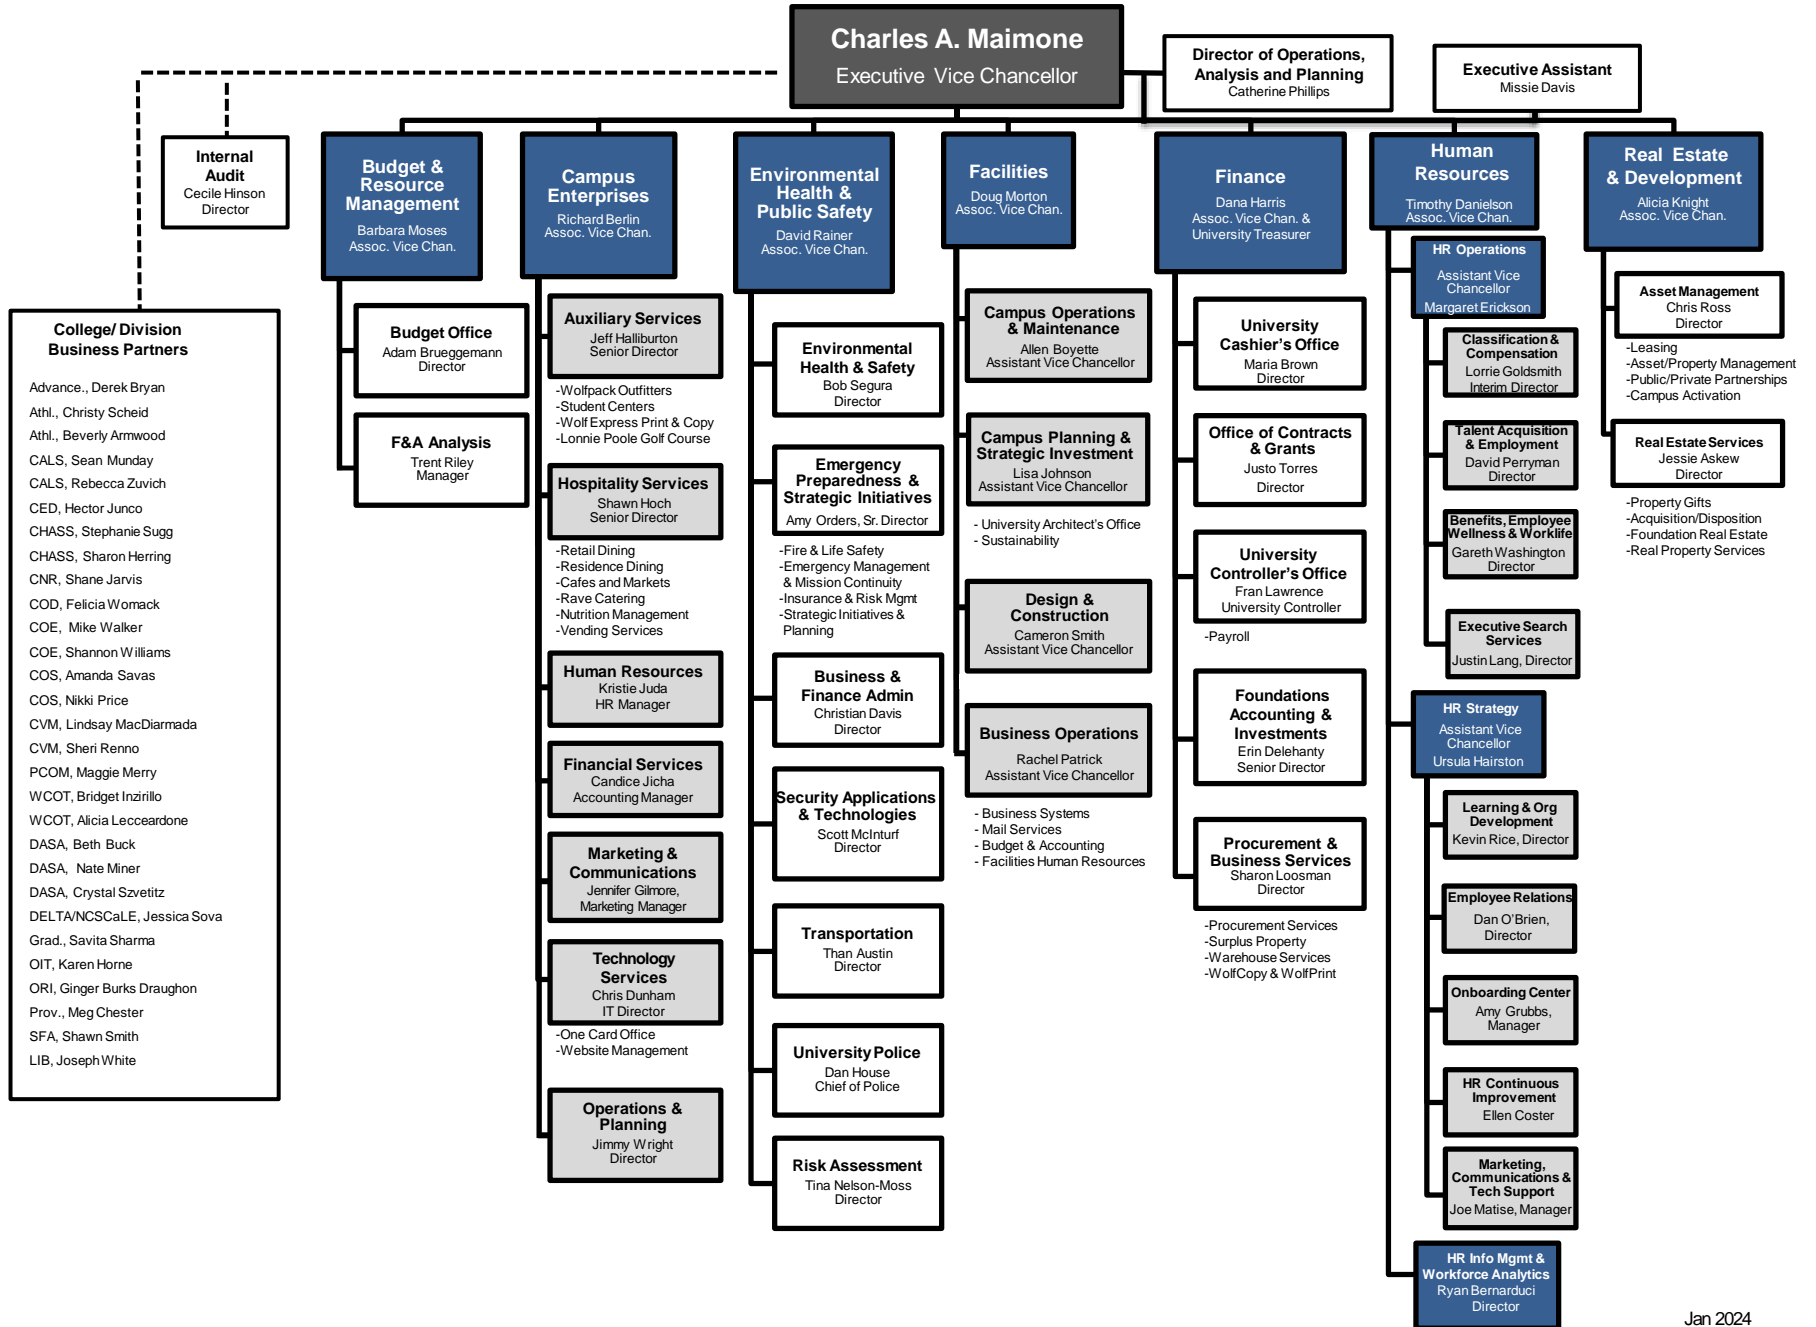 Charles A. Maimone
Executive Vice Chancellor
Director of Operations,
Analysis and Planning
Catherine Phillips
Executive Assistant
Missie Davis
Internal
Audit
Cecile Hinson
Director
College/ Division
Business Partners
Advance., Derek Bryan
Athl., Christy Scheid
Athl., Beverly Armwood
CALS, Sean Munday
CALS, Rebecca Zuvich
CED, Hector Junco
CHASS, Stephanie Sugg
CHASS, Sharon Herring
CNR, Shane Jarvis
COD, Felicia Womack
COE, Mike Walker
COE, Shannon Williams
COS, Amanda Savas
COS, Nikki Price
CVM, Lindsay MacDiarmada
CVM, Sheri Renno
PCOM, Maggie Merry
WCOT, Bridget Inzirillo
WCOT, Alicia Lecceardone
DASA, Beth Buck
DASA, Nate Miner
DASA, Crystal Szvetitz
DELTA/NCSCaLE, Jessica Sova
Grad., Savita Sharma
OIT, Karen Horne
ORI, Ginger Burks Draughon
Prov., Meg Chester
SFA, Shawn Smith
LIB, Joseph White
Budget &
Resource
Management
Barbara Moses
Assoc. Vice Chan.
Budget Office
Adam Brueggemann
Director
F&A Analysis
Trent Riley
Manager
Campus
Enterprises
Richard Berlin
Assoc. Vice Chan.
Auxiliary Services
Jeff Halliburton
Senior Director
-Wolfpack Outfitters
-Student Centers
-Wolf Express Print & Copy
-Lonnie Poole Golf Course
Hospitality Services
Shawn Hoch
Senior Director
-Retail Dining
-Residence Dining
-Cafes and Markets
-Rave Catering
-Nutrition Management
-Vending Services
Human Resources
Kristie Juda
HR Manager
Financial Services
Candice Jicha
Accounting Manager
Marketing &
Communications
Jennifer Gilmore,
Marketing Manager
Technology
Services
Chris Dunham
IT Director
-One Card Office
-Website Management
Operations &
Planning
Jimmy Wright
Director
Environmental
Health &
Public Safety
David Rainer
Assoc. Vice Chan.
Environmental
Health & Safety
Bob Segura
Director
Emergency
Preparedness &
Strategic Initiatives
Amy Orders, Sr. Director
-Fire & Life Safety
-Emergency Management
& Mission Continuity
-Insurance & Risk Mgmt
-Strategic Initiatives &
Planning
Business &
Finance Admin
Christian Davis
Director
Security Applications
& Technologies
Scott McInturf
Director
Transportation
Than Austin
Director
University Police
Dan House
Chief of Police
Risk Assessment
Tina Nelson-Moss
Director
Facilities
Doug Morton
Assoc. Vice Chan.
Campus Operations
& Maintenance
Allen Boyette
Assistant Vice Chancellor
Campus Planning &
Strategic Investment
Lisa Johnson
Assistant Vice Chancellor
- University Architect's Office
- Sustainability
Design &
Construction
Cameron Smith
Assistant Vice Chancellor
Business Operations
Rachel Patrick
Assistant Vice Chancellor
- Business Systems
- Mail Services
- Budget & Accounting
- Facilities Human Resources
Finance
Dana Harris
Assoc. Vice Chan. &
University Treasurer
University
Cashier's Office
Maria Brown
Director
Office of Contracts
& Grants
Justo Torres
Director
University
Controller's Office
Fran Lawrence
University Controller
-Payroll
Foundations
Accounting &
Investments
Erin Delehanty
Senior Director
Procurement &
Business Services
Sharon Loosman
Director
-Procurement Services
-Surplus Property
-Warehouse Services
-WolfCopy & WolfPrint
Human
Resources
Timothy Danielson
Assoc. Vice Chan.
HR Operations
Assistant Vice
Chancellor
Margaret Erickson
Classification &
Compensation
Lorrie Goldsmith
Interim Director
Talent Acquisition
& Employment
David Perryman
Director
Benefits, Employee
Wellness & Worklife
Gareth Washington
Director
Executive Search
Services
Justin Lang, Director
HR Strategy
Assistant Vice
Chancellor
Ursula Hairston
Learning & Org
Development
Kevin Rice, Director
Employee Relations
Dan O'Brien,
Director
Onboarding Center
Amy Grubbs,
Manager
HR Continuous
Improvement
Ellen Coster
Marketing,
Communications &
Tech Support
Joe Matise, Manager
HR Info Mgmt &
Workforce Analytics
Ryan Bernarduci
Director
Real Estate
& Development
Alicia Knight
Assoc. Vice Chan.
Asset Management
Chris Ross
Director
-Leasing
-Asset/Property Management
-Public/Private Partnerships
-Campus Activation
Real Estate Services
Jessie Askew
Director
-Property Gifts
-Acquisition/Disposition
-Foundation Real Estate
-Real Property Services
Jan 2024